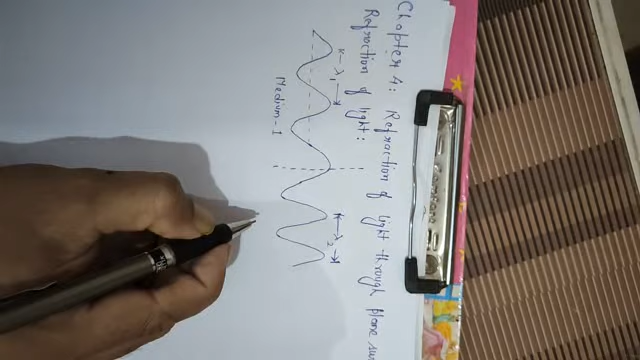 Chapter 4: Refraction of light through plane
Refraction of light:
λ1
λ2
Medium-I